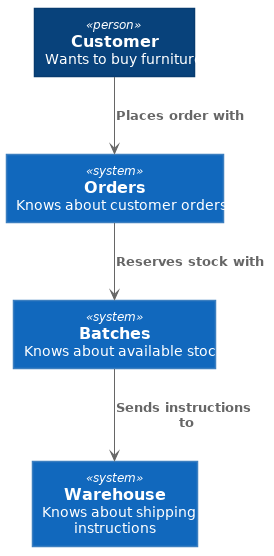 «person»
Customer
Wants to buy furniture
Places order with
«system»
Orders
Knows about customer orders
Reserves stock with
«system»
Batches
Knows about available stoc
Sends instructions
to
«system»
Warehouse
Knows about shipping
instructions